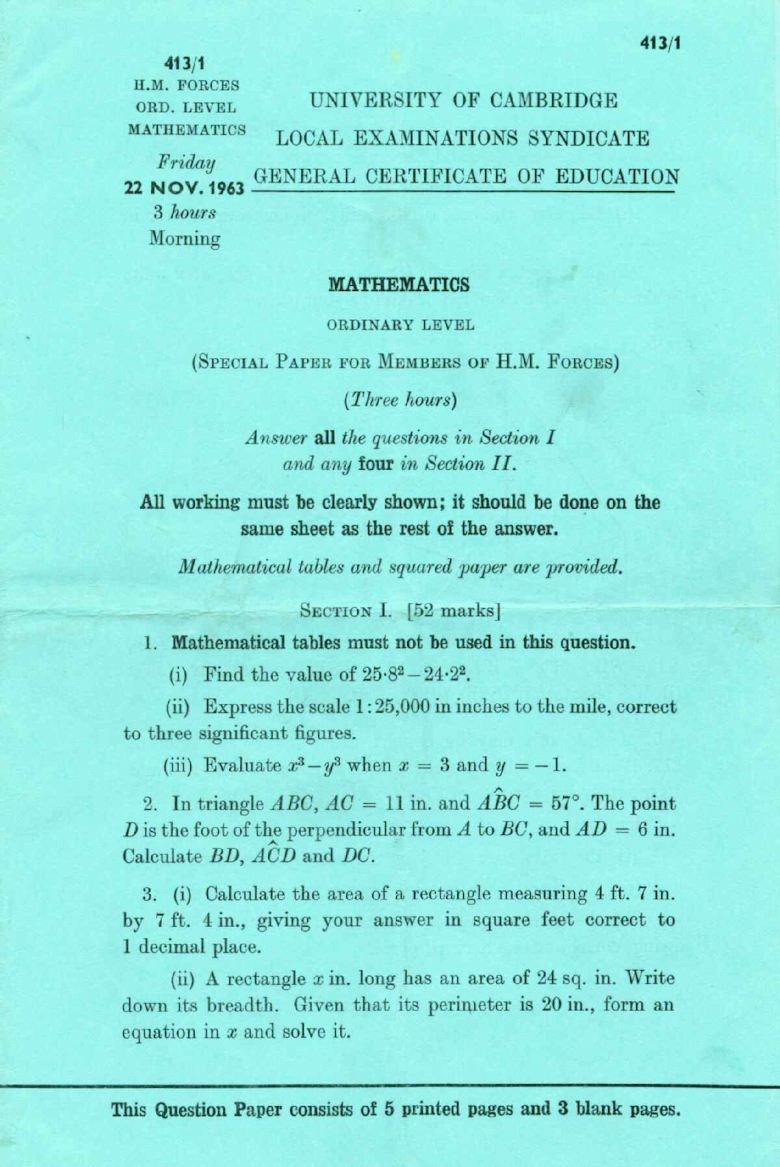 413/1
413/1
H.M. FORCES
ORD. LEVEL
MATHEMATICS
Friday
22 NOV. 1963
3 hours
Morning
UNIVERSITY OF CAMBRIDGE
LOCAL EXAMINATIONS SYNDICATE
GENERAL CERTIFICATE OF EDUCATION
MATHEMATICS
ORDINARY LEVEL
(SPECIAL PAPER FOR MEMBERS OF H.M. FORCES)
(Three hours)
Answer all the questions in Section I
and any four in Section II.
All working must be clearly shown; it should be done on the
same sheet as the rest of the answer.
Mathematical tables and squared paper are provided.
SECTION I. [52 marks]
1. Mathematical tables must not be used in this question.
(i) Find the value of 25·8² – 24·2².
(ii) Express the scale 1:25,000 in inches to the mile, correct
to three significant figures.
(iii) Evaluate x³ – y³ when x = 3 and y = – 1.
2. In triangle ABC, AC = 11 in. and AB̂C = 57°. The point
D is the foot of the perpendicular from A to BC, and AD = 6 in.
Calculate BD, AĈD and DC.
3. (i) Calculate the area of a rectangle measuring 4 ft. 7 in.
by 7 ft. 4 in., giving your answer in square feet correct to
1 decimal place.
(ii) A rectangle x in. long has an area of 24 sq. in. Write
down its breadth. Given that its perimeter is 20 in., form an
equation in x and solve it.
This Question Paper consists of 5 printed pages and 3 blank pages.